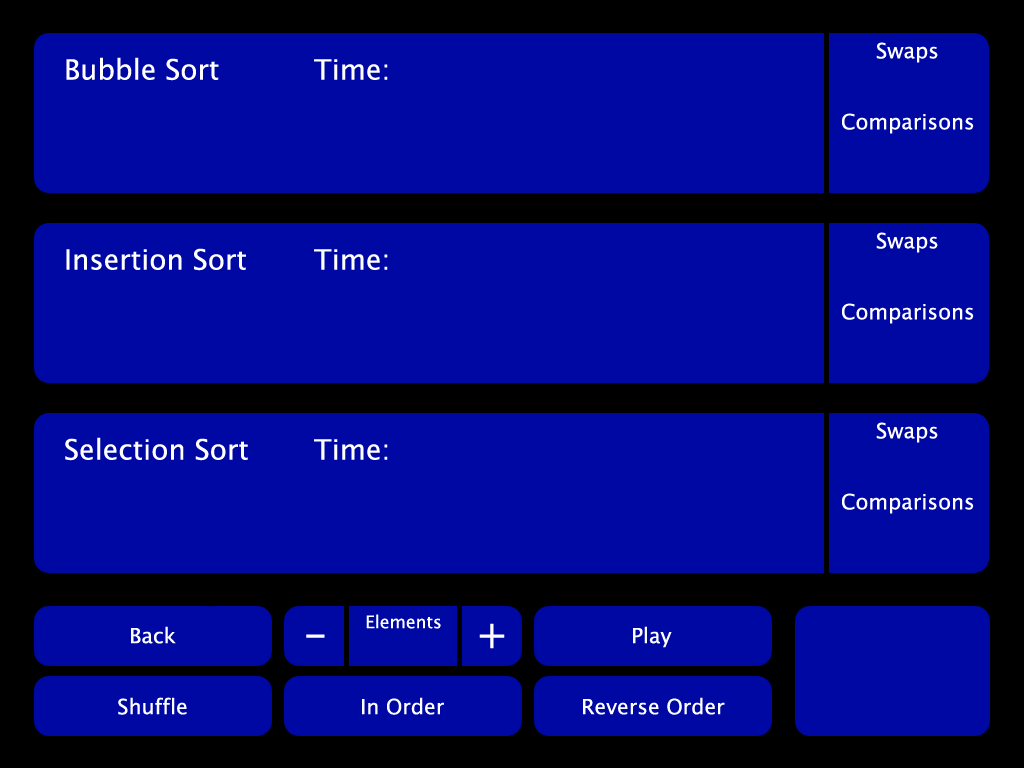 Bubble Sort Time: Swaps
Comparisons
Insertion Sort Time: Swaps
Comparisons
Selection Sort Time: Swaps
Comparisons
Back − Elements + Play
Shuffle In Order Reverse Order